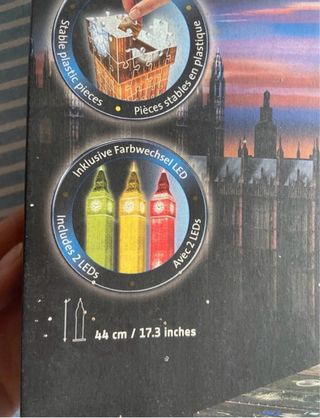 Stable plastic pieces
Pièces stables en plastique
Inklusive Farbwechsel LED
Includes 2 LEDs
Avec 2 LEDs
44 cm / 17.3 inches